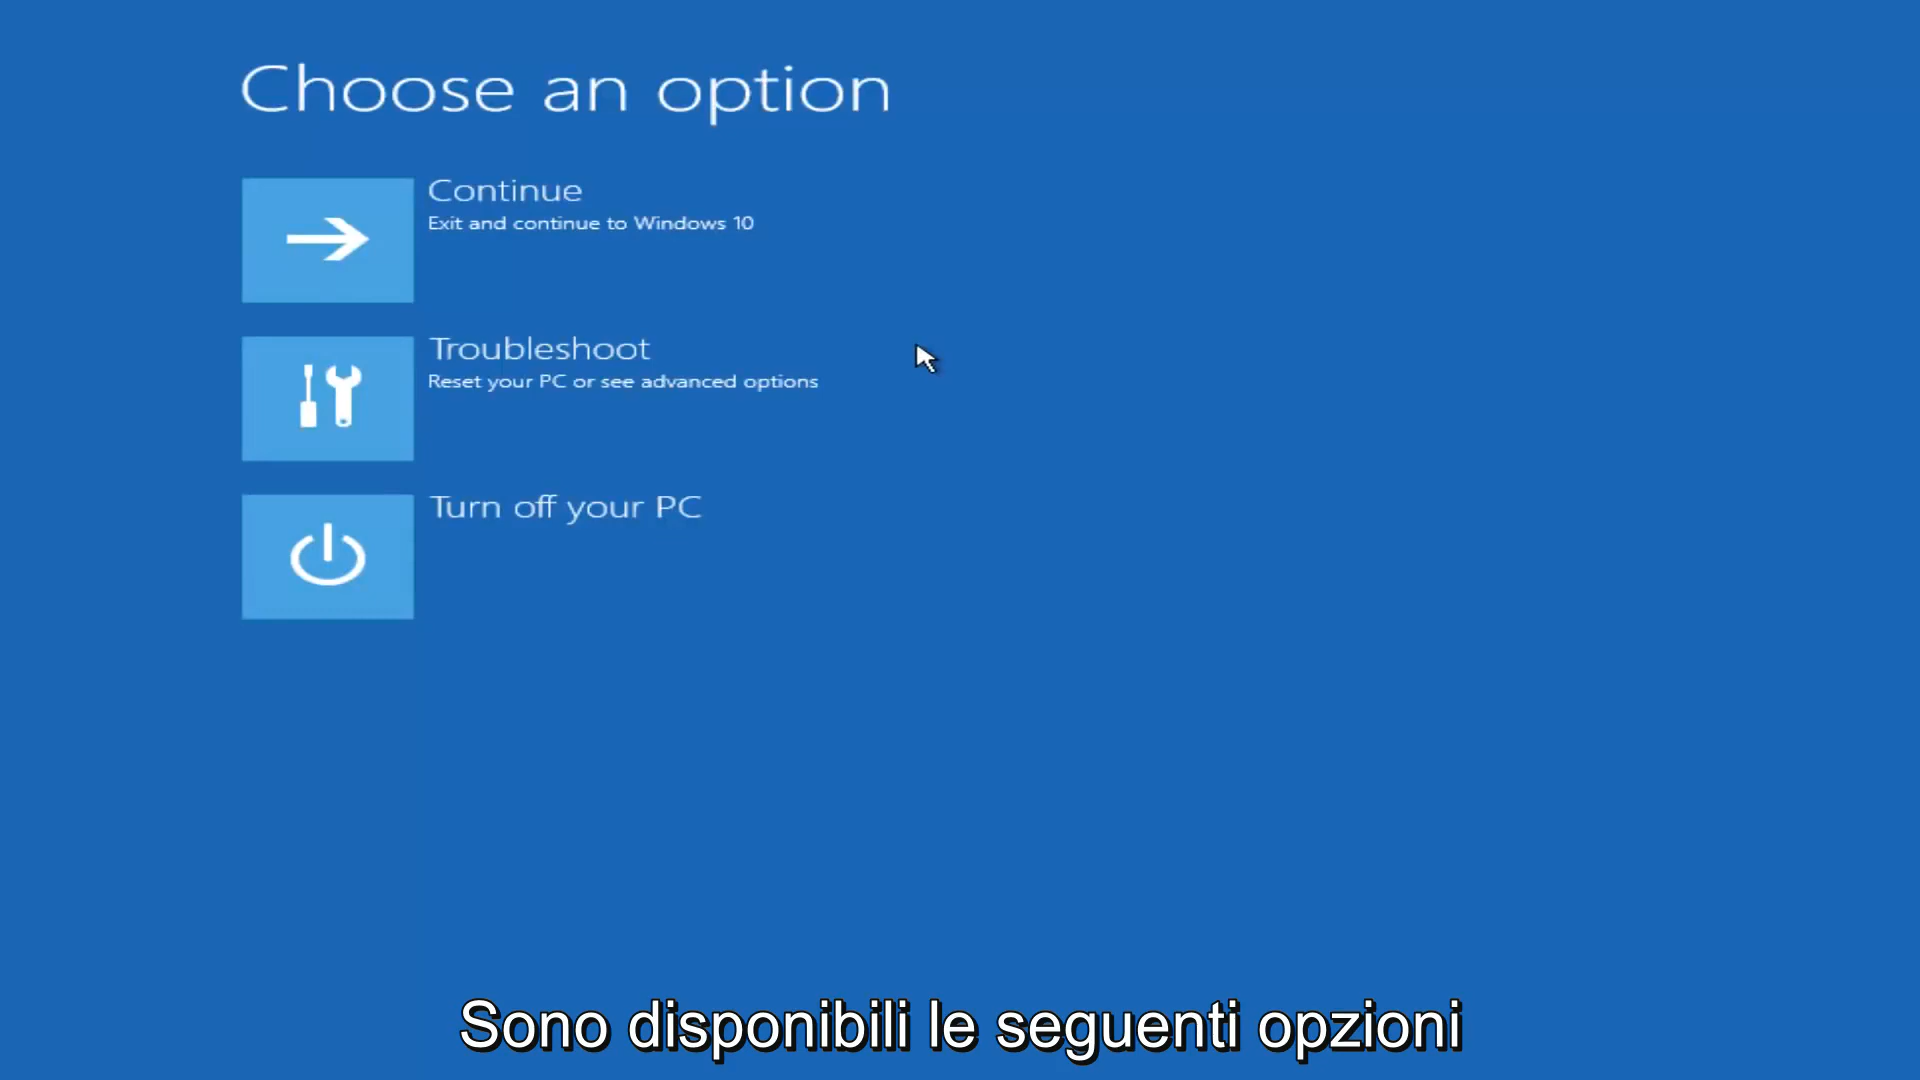 Choose an option
Continue
Exit and continue to Windows 10
Troubleshoot
Reset your PC or see advanced options
Turn off your PC
Sono disponibili le seguenti opzioni